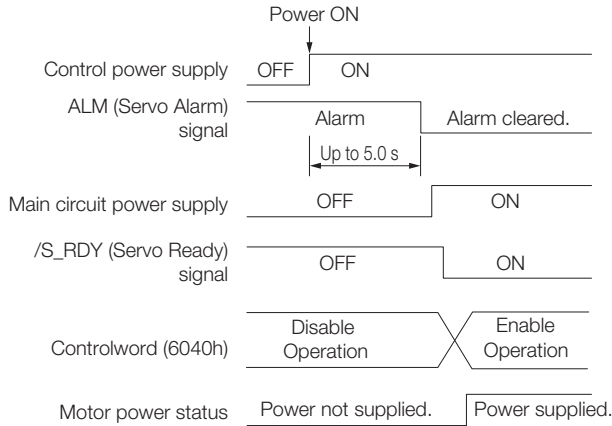 Power ON
Control power supply OFF ON
ALM (Servo Alarm)
signal
Alarm Alarm cleared.
Up to 5.0 s
Main circuit power supply OFF ON
/S_RDY (Servo Ready)
signal
OFF ON
Controlword (6040h)
Disable
Operation
Enable
Operation
Motor power status Power not supplied. Power supplied.